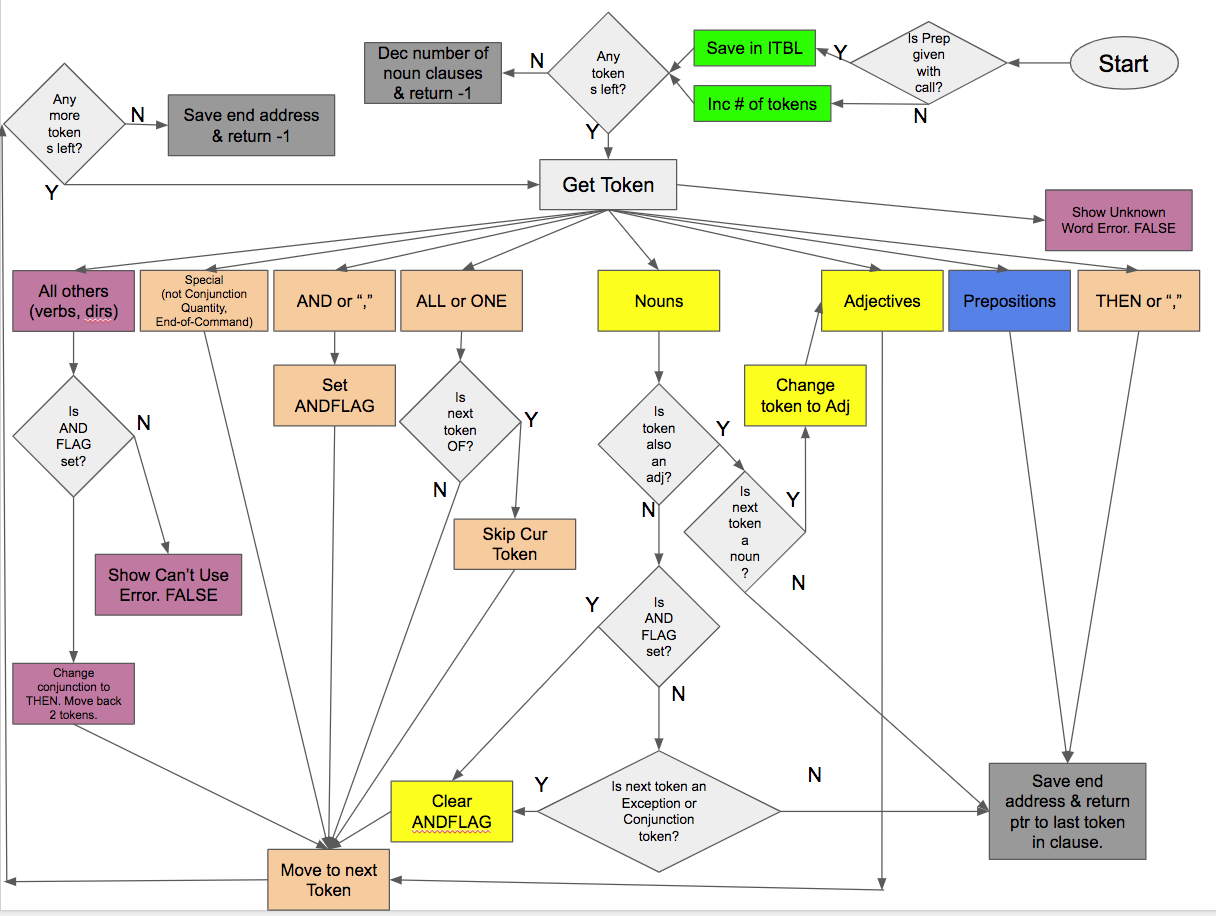 Dec number of
noun clauses
& return -1
N
Any
token
s left?
Y
Save in ITBL
Inc # of tokens
Y
Is Prep
given
with
call?
N
Start
Any
more
token
s left?
N
Y
Save end address
& return -1
Get Token
Show Unknown
Word Error. FALSE
All others
(verbs, dirs)
Special
(not Conjunction
Quantity,
End-of-Command)
AND or “,”
ALL or ONE
Nouns
Adjectives
Prepositions
THEN or “,”
Is
AND
FLAG
set?
N
Set
ANDFLAG
Is
next
token
OF?
Y
N
Is
token
also
an
adj?
Y
N
Change
token to Adj
Is
next
token
a
noun
?
Y
N
Skip Cur
Token
Show Can’t Use
Error. FALSE
Y
Is
AND
FLAG
set?
N
Change
conjunction to
THEN. Move back
2 tokens.
Clear
ANDFLAG
Y
Is next token an
Exception or
Conjunction
token?
N
Save end
address & return
ptr to last token
in clause.
Move to next
Token